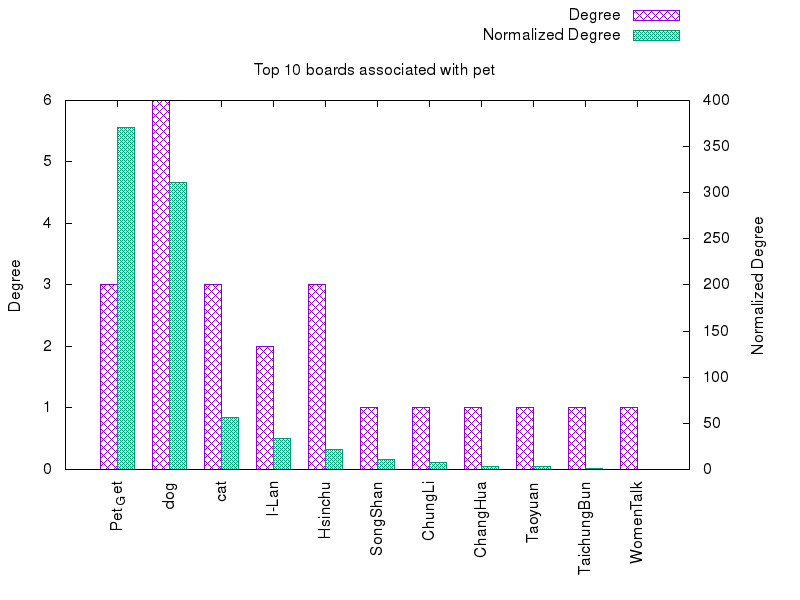 Degree
Normalized Degree
Top 10 boards associated with pet
6
5
4
3
2
1
0
400
350
300
250
200
150
100
50
0
Degree
Normalized Degree
PetGet
dog
cat
I-Lan
Hsinchu
SongShan
ChungLi
ChangHua
Taoyuan
TaichungBun
WomenTalk